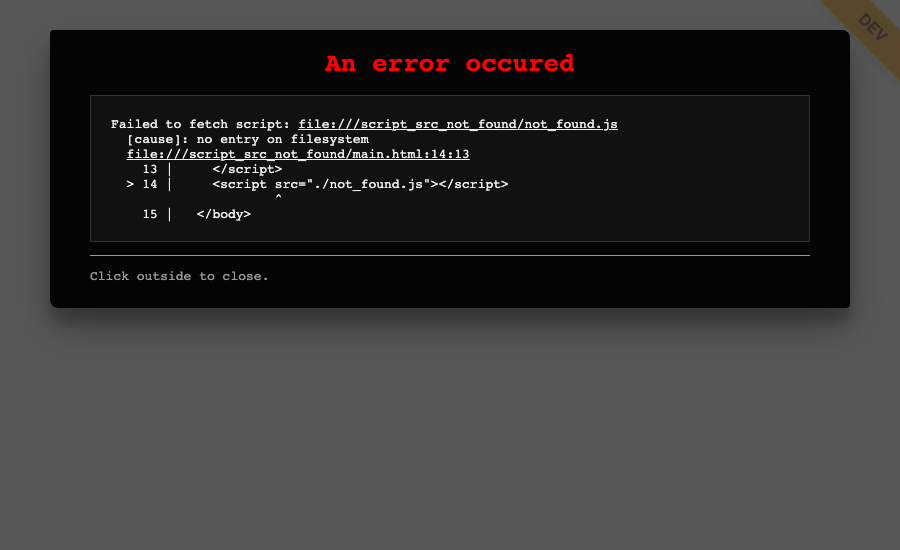 DEV
An error occured
Failed to fetch script: file:///script_src_not_found/not_found.js
  [cause]: no entry on filesystem
  file:///script_src_not_found/main.html:14:13
    13 |     </script>
  > 14 |     <script src="./not_found.js"></script>
                     ^
    15 |   </body>
Click outside to close.